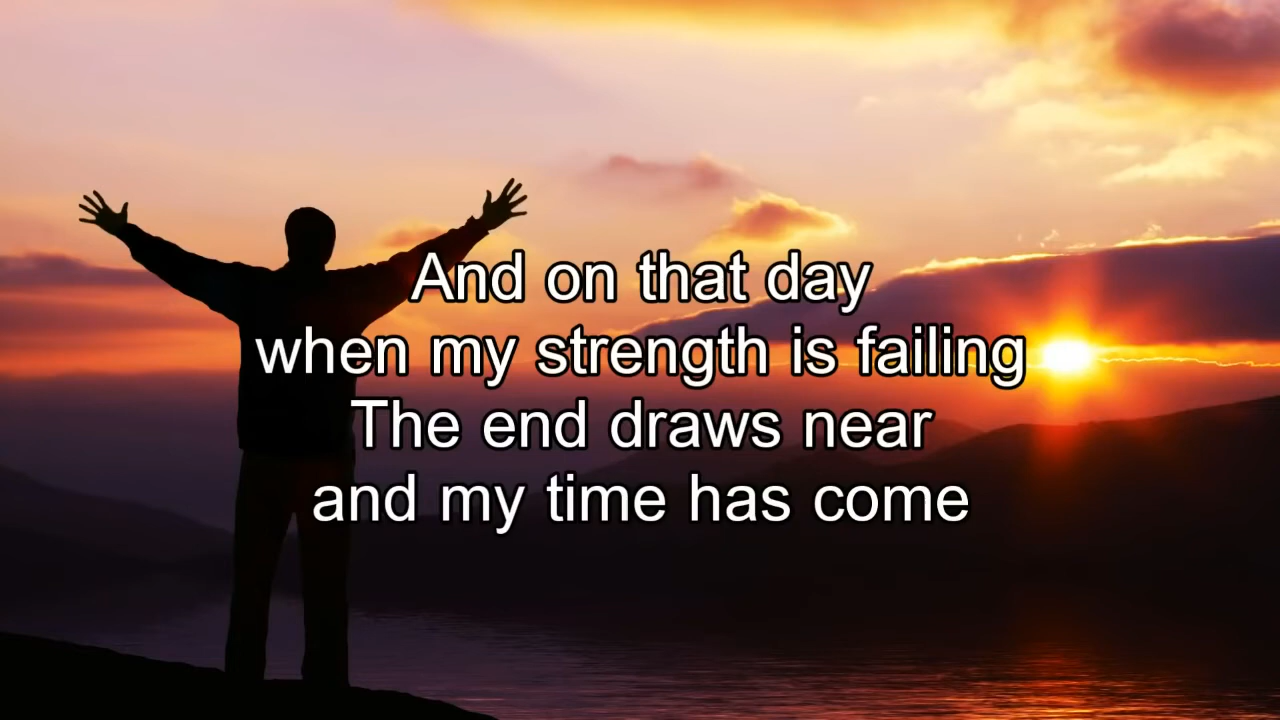 And on that day
when my strength is failing
The end draws near
and my time has come